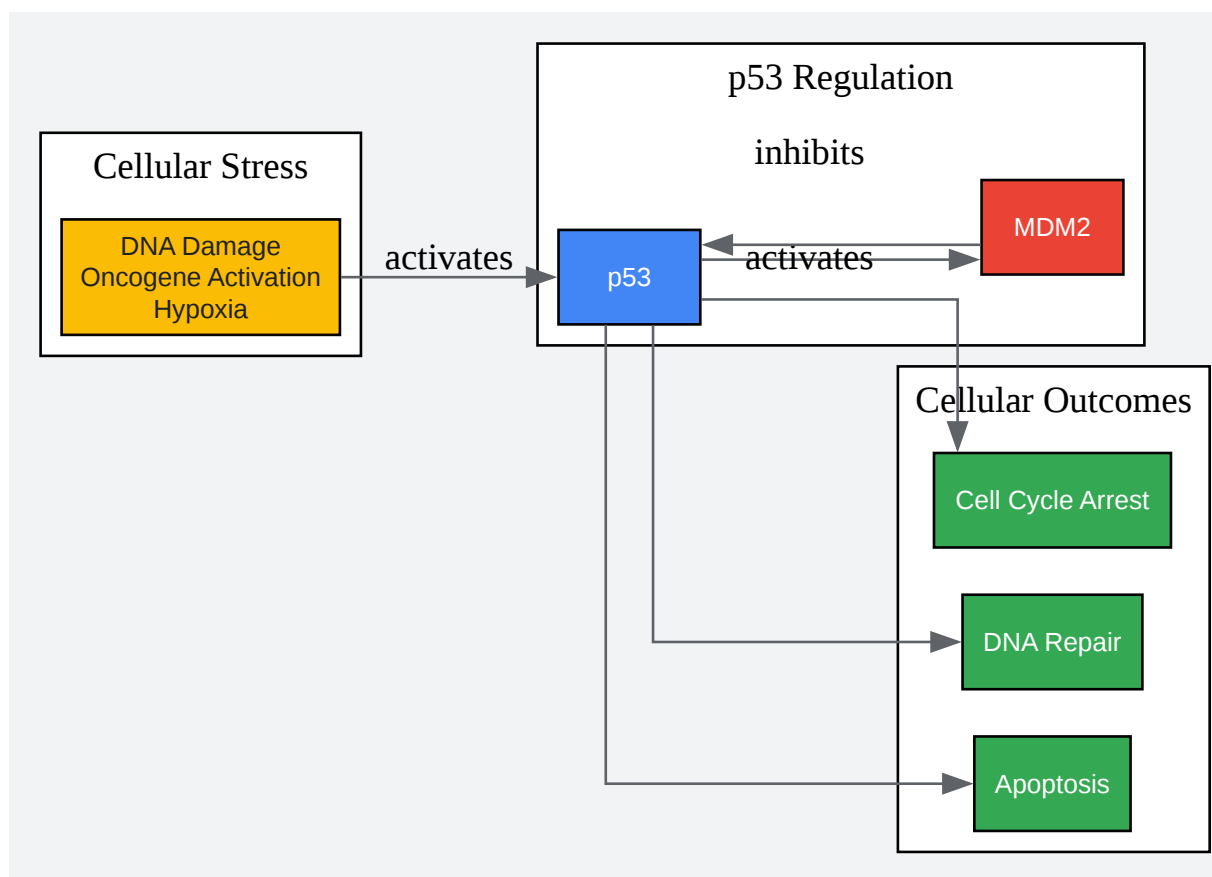 p53 Regulation
inhibits
Cellular Stress
DNA Damage
Oncogene Activation
Hypoxia
activates
p53
activates
MDM2
Cellular Outcomes
Cell Cycle Arrest
DNA Repair
Apoptosis